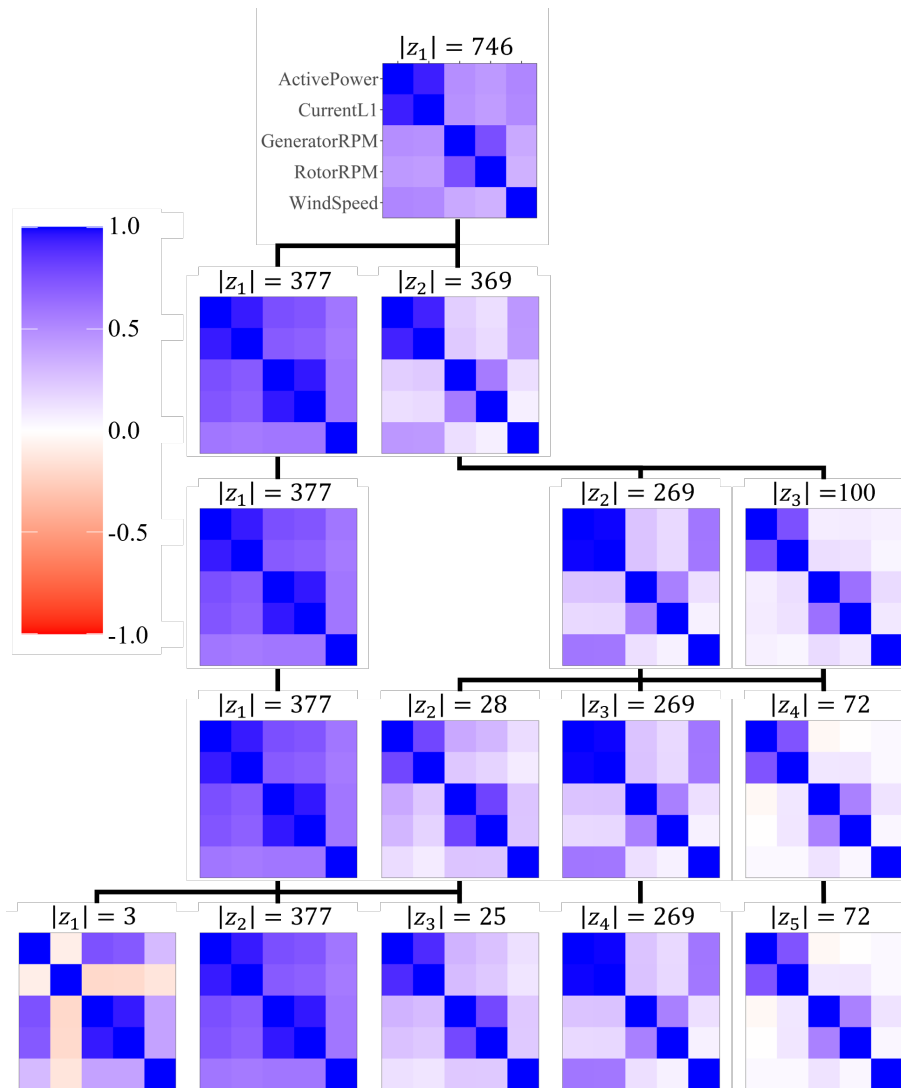 |z₁| = 746
ActivePower
CurrentL1
GeneratorRPM
RotorRPM
WindSpeed
1.0
0.5
0.0
-0.5
-1.0
|z₁| = 377
|z₂| = 369
|z₁| = 377
|z₂| = 269
|z₃| =100
|z₁| = 377
|z₂| = 28
|z₃| = 269
|z₄| = 72
|z₁| = 3
|z₂| = 377
|z₃| = 25
|z₄| = 269
|z₅| = 72